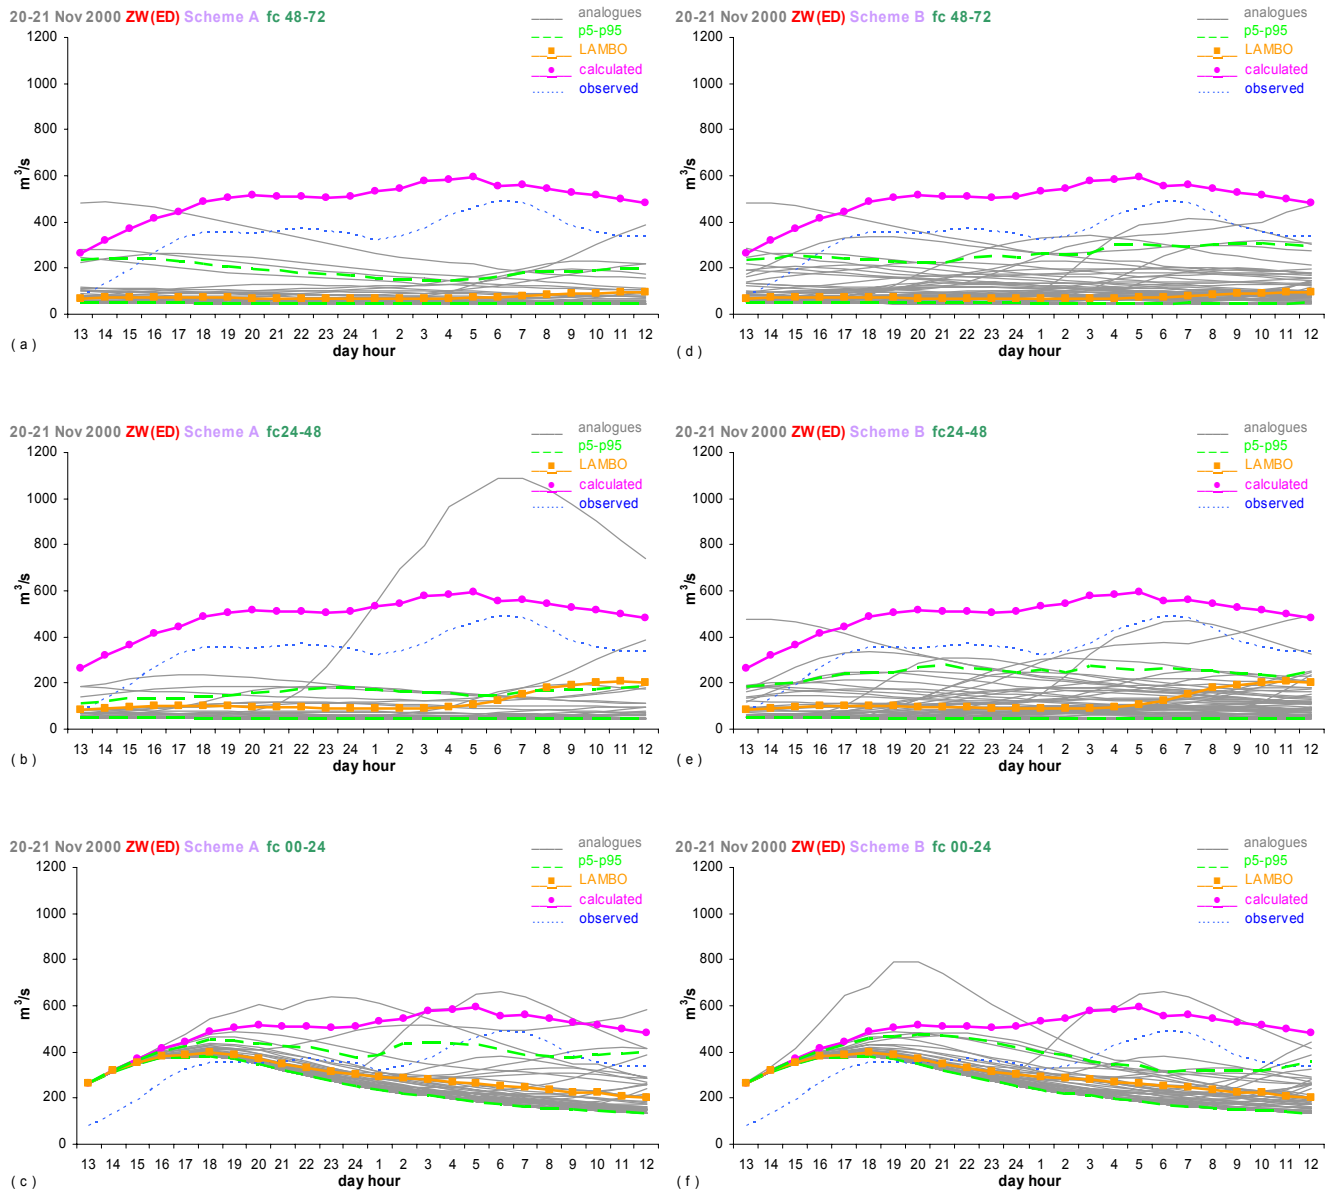 20-21 Nov 2000 ZW(ED) Scheme A fc 48-72
analogues
p5-p95
LAMBO
calculated
observed
1200
1000
800
600
400
200
0
m³/s
13 14 15 16 17 18 19 20 21 22 23 24 1 2 3 4 5 6 7 8 9 10 11 12
day hour
(a)
20-21 Nov 2000 ZW(ED) Scheme B fc 48-72
analogues
p5-p95
LAMBO
calculated
observed
1200
1000
800
600
400
200
0
m³/s
13 14 15 16 17 18 19 20 21 22 23 24 1 2 3 4 5 6 7 8 9 10 11 12
day hour
(d)
20-21 Nov 2000 ZW(ED) Scheme A fc24-48
analogues
p5-p95
LAMBO
calculated
observed
1200
1000
800
600
400
200
0
m³/s
13 14 15 16 17 18 19 20 21 22 23 24 1 2 3 4 5 6 7 8 9 10 11 12
day hour
(b)
20-21 Nov 2000 ZW(ED) Scheme B fc24-48
analogues
p5-p95
LAMBO
calculated
observed
1200
1000
800
600
400
200
0
m³/s
13 14 15 16 17 18 19 20 21 22 23 24 1 2 3 4 5 6 7 8 9 10 11 12
day hour
(e)
20-21 Nov 2000 ZW(ED) Scheme A fc 00-24
analogues
p5-p95
LAMBO
calculated
observed
1200
1000
800
600
400
200
0
m³/s
13 14 15 16 17 18 19 20 21 22 23 24 1 2 3 4 5 6 7 8 9 10 11 12
day hour
(c)
20-21 Nov 2000 ZW(ED) Scheme B fc 00-24
analogues
p5-p95
LAMBO
calculated
observed
1200
1000
800
600
400
200
0
m³/s
13 14 15 16 17 18 19 20 21 22 23 24 1 2 3 4 5 6 7 8 9 10 11 12
day hour
(f)